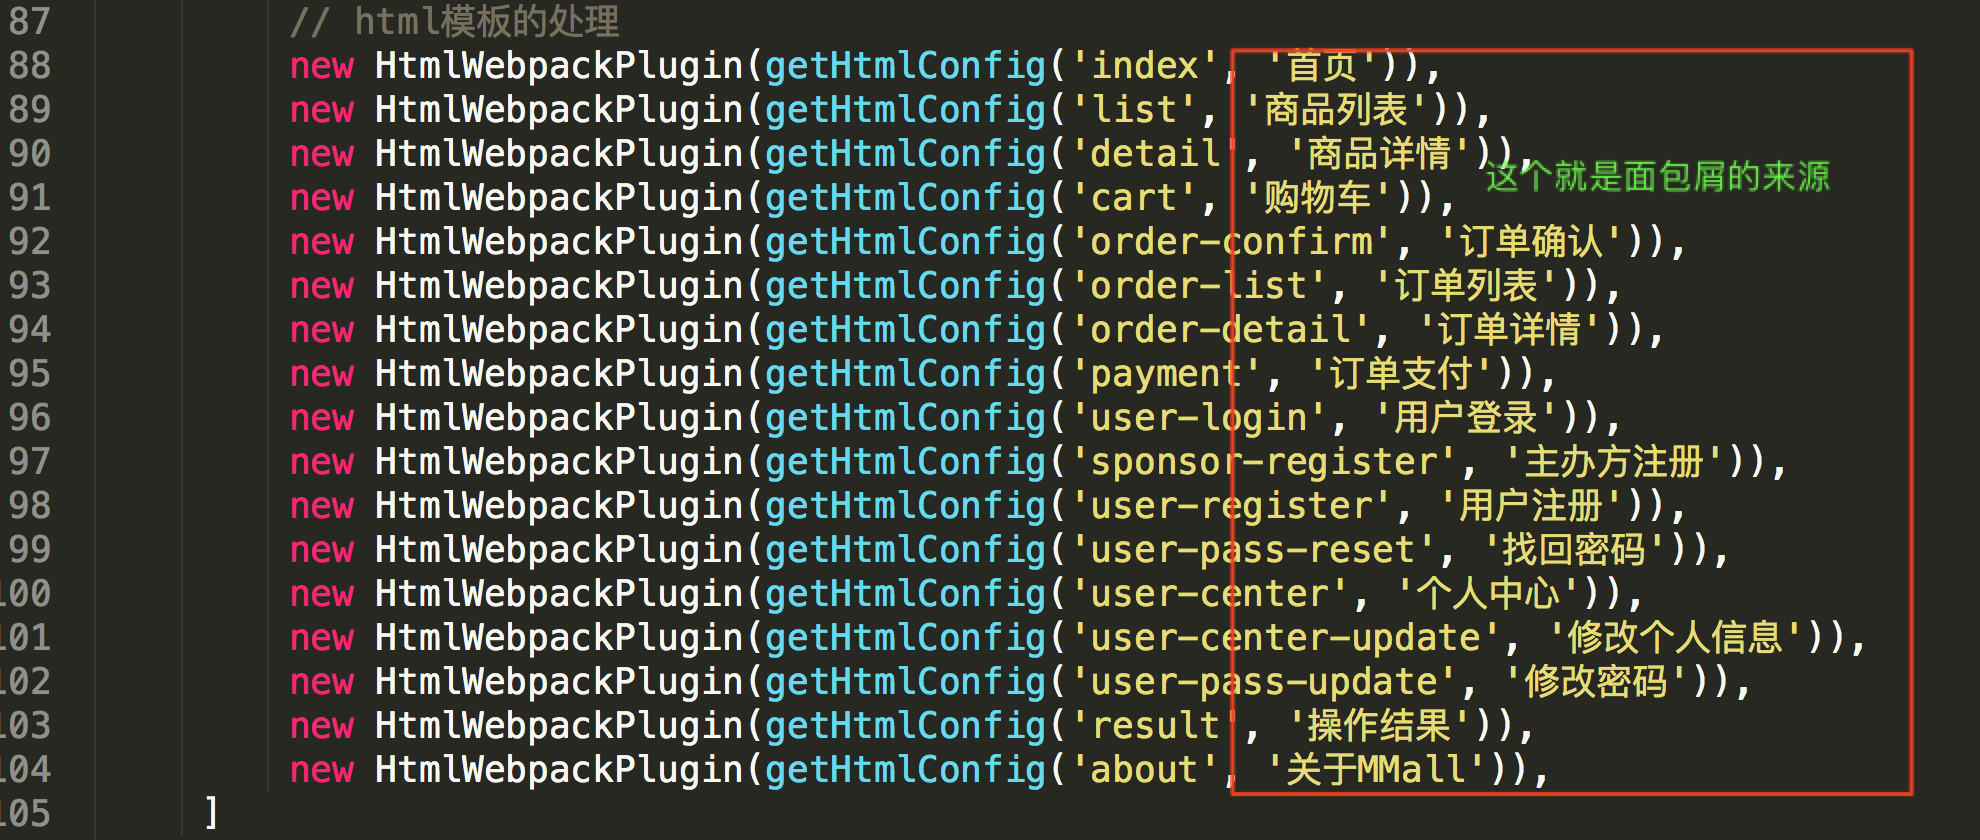 87 // html模板的处理
88 new HtmlWebpackPlugin(getHtmlConfig('index', '首页')),
89 new HtmlWebpackPlugin(getHtmlConfig('list', '商品列表')),
90 new HtmlWebpackPlugin(getHtmlConfig('detail', '商品详情')),
这个就是面包屑的来源
91 new HtmlWebpackPlugin(getHtmlConfig('cart', '购物车')),
92 new HtmlWebpackPlugin(getHtmlConfig('order-confirm', '订单确认')),
93 new HtmlWebpackPlugin(getHtmlConfig('order-list', '订单列表')),
94 new HtmlWebpackPlugin(getHtmlConfig('order-detail', '订单详情')),
95 new HtmlWebpackPlugin(getHtmlConfig('payment', '订单支付')),
96 new HtmlWebpackPlugin(getHtmlConfig('user-login', '用户登录')),
97 new HtmlWebpackPlugin(getHtmlConfig('sponsor-register', '主办方注册')),
98 new HtmlWebpackPlugin(getHtmlConfig('user-register', '用户注册')),
99 new HtmlWebpackPlugin(getHtmlConfig('user-pass-reset', '找回密码')),
100 new HtmlWebpackPlugin(getHtmlConfig('user-center', '个人中心')),
101 new HtmlWebpackPlugin(getHtmlConfig('user-center-update', '修改个人信息')),
102 new HtmlWebpackPlugin(getHtmlConfig('user-pass-update', '修改密码')),
103 new HtmlWebpackPlugin(getHtmlConfig('result', '操作结果')),
104 new HtmlWebpackPlugin(getHtmlConfig('about', '关于MMall')),
105 ]